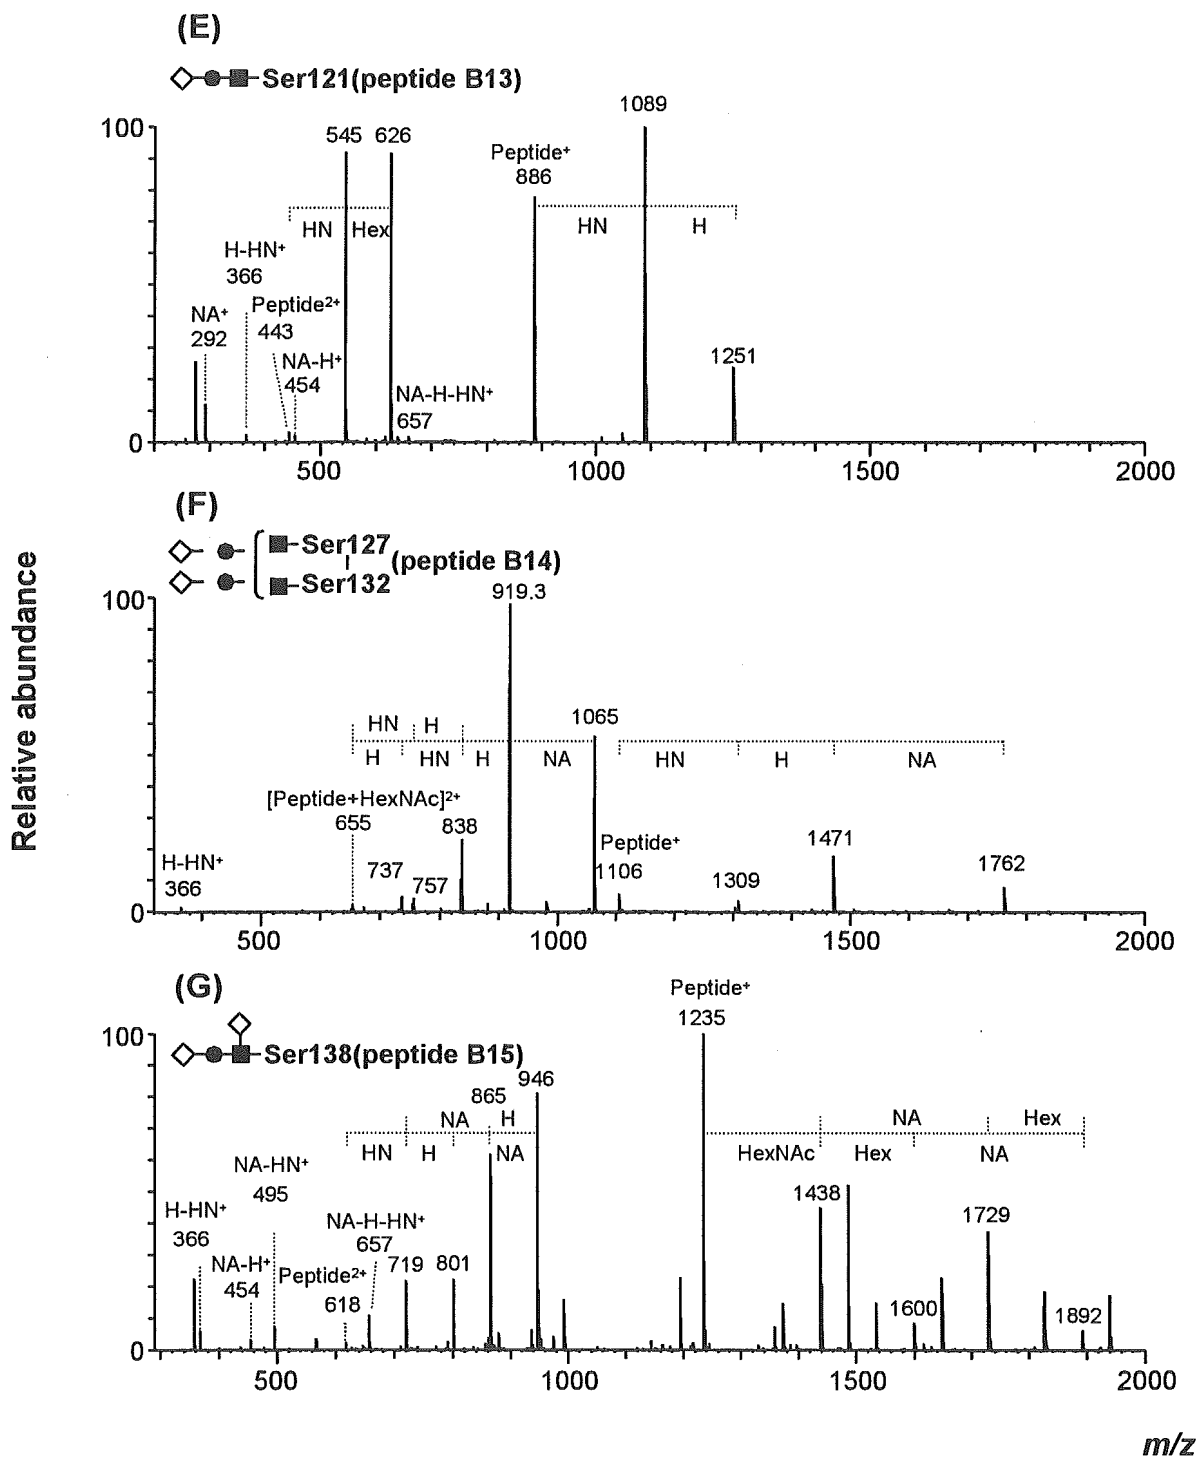 (E)
Ser121(peptide B13)
1089
100
545 626
Peptide⁺
886
HN Hex HN H
H-HN⁺
366
Peptide²⁺
NA⁺
292 443
NA-H⁺
454
1251
NA-H-HN⁺
657
0
500 1000 1500 2000
(F)
Ser127
(peptide B14)
Ser132
919.3
100
1065
HN H
H HN H NA HN H NA
[Peptide+HexNAc]²⁺
655 838
Peptide⁺
1471
H-HN⁺
366
737
757
1106
1309
1762
0
500 1000 1500 2000
Relative abundance
(G)
Peptide⁺
1235
100
Ser138(peptide B15)
946
865
NA H NA Hex
HN H NA HexNAc Hex NA
NA-HN⁺
495
1438
H-HN⁺
366
NA-H-HN⁺
657
1729
NA-H⁺
454
Peptide²⁺
618
719 801
1600
1892
0
500 1000 1500 2000
m/z